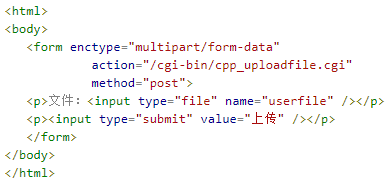 <html>
<body>
<form enctype="multipart/form-data"
action="/cgi-bin/cpp_uploadfile.cgi"
method="post">
<p>文件：<input type="file" name="userfile" /></p>
<p><input type="submit" value="上传" /></p>
</form>
</body>
</html>